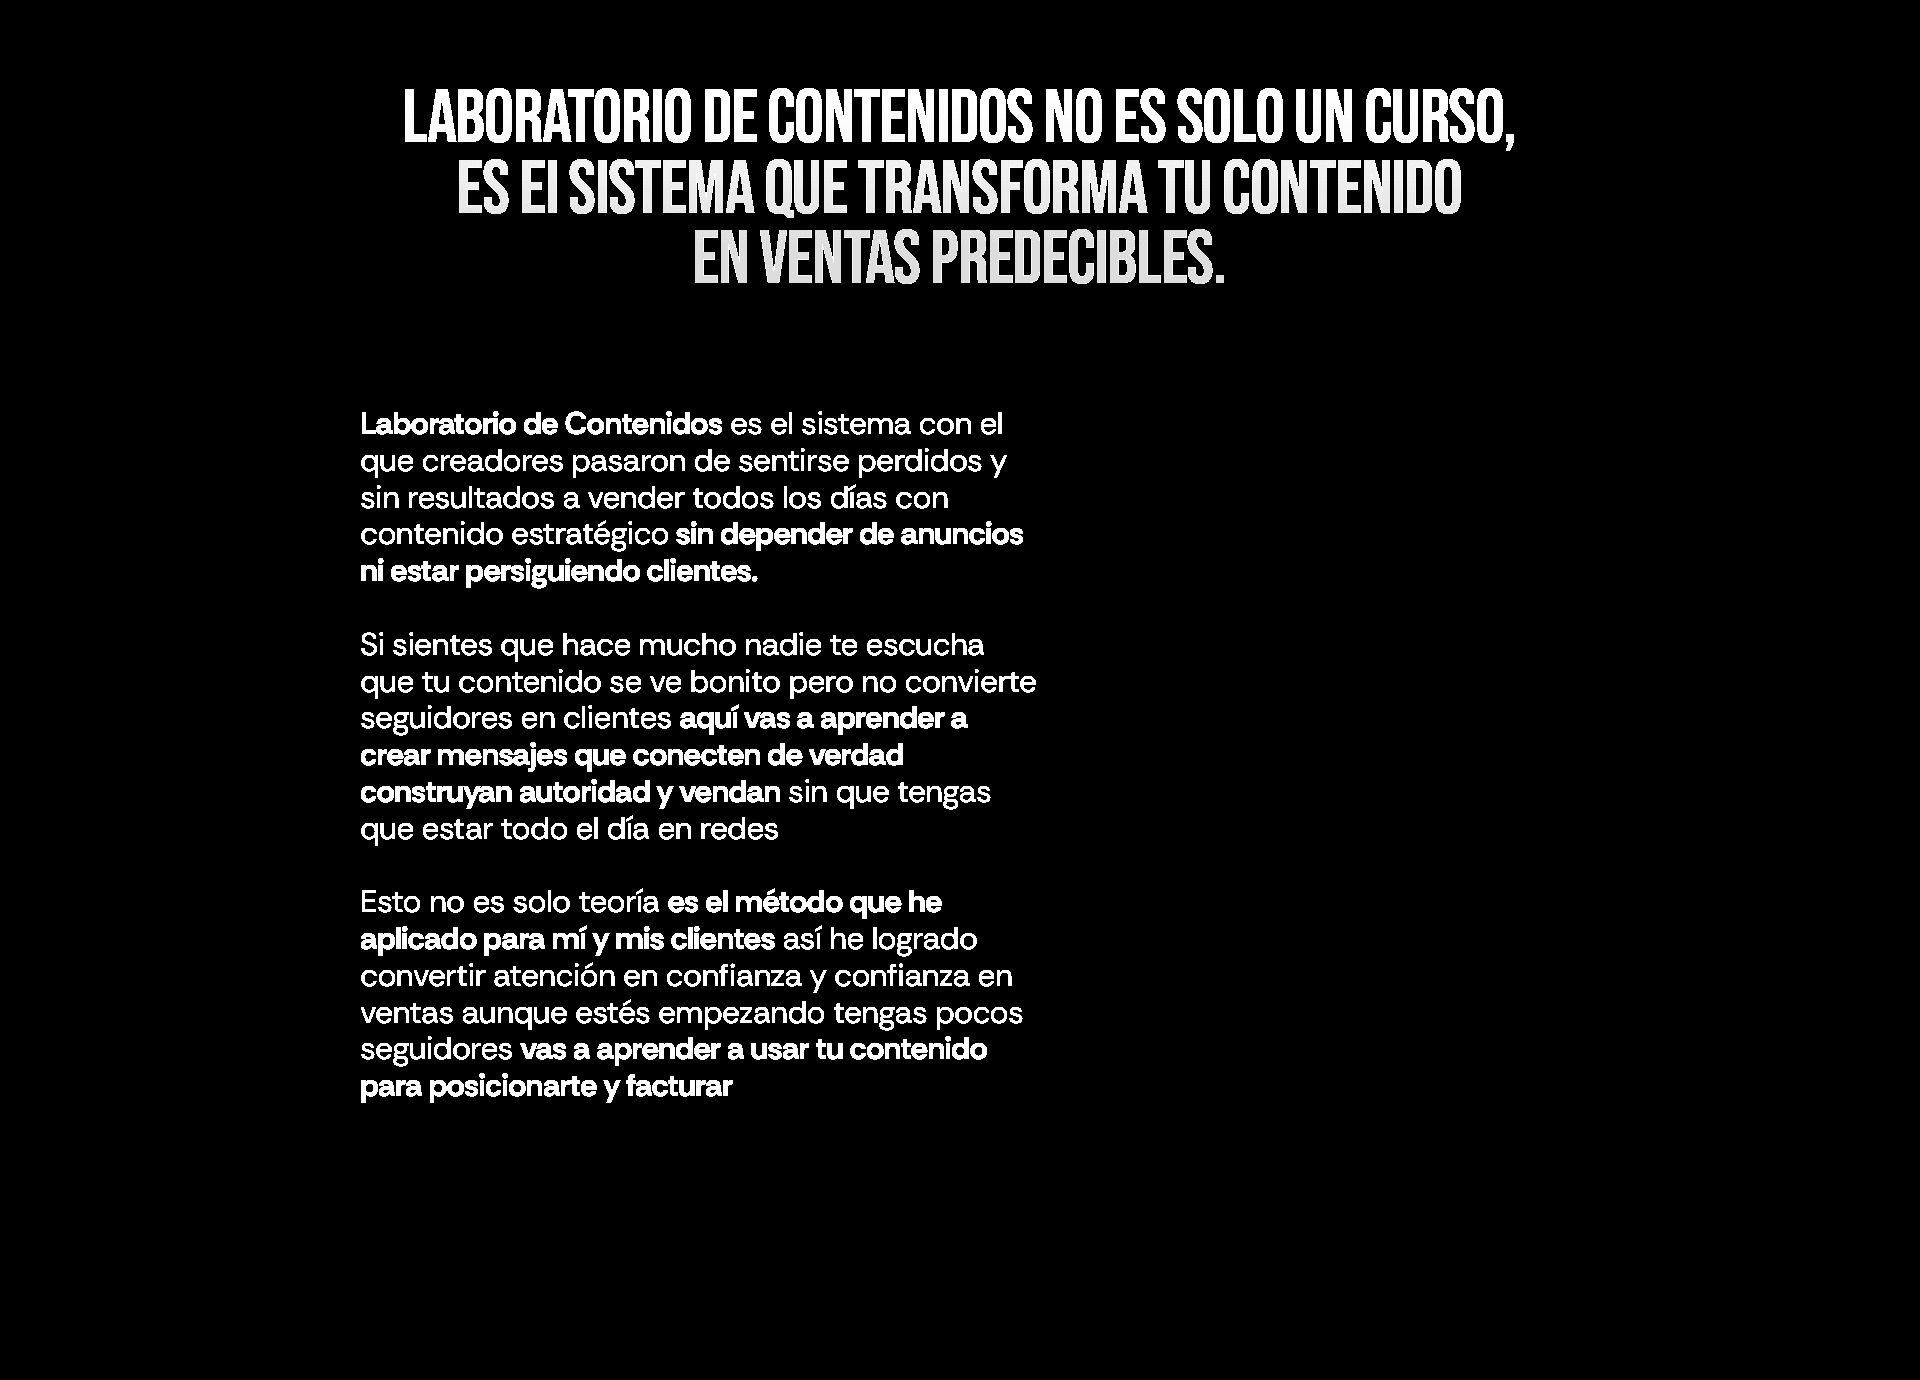 LABORATORIO DE CONTENIDOS NO ES SOLO UN CURSO,
ES El SISTEMA QUE TRANSFORMA TU CONTENIDO
EN VENTAS PREDECIBLES.
Laboratorio de Contenidos es el sistema con el
que creadores pasaron de sentirse perdidos y
sin resultados a vender todos los días con
contenido estratégico sin depender de anuncios
ni estar persiguiendo clientes.
Si sientes que hace mucho nadie te escucha
que tu contenido se ve bonito pero no convierte
seguidores en clientes aquí vas a aprender a
crear mensajes que conecten de verdad
construyan autoridad y vendan sin que tengas
que estar todo el día en redes
Esto no es solo teoría es el método que he
aplicado para mí y mis clientes así he logrado
convertir atención en confianza y confianza en
ventas aunque estés empezando tengas pocos
seguidores vas a aprender a usar tu contenido
para posicionarte y facturar